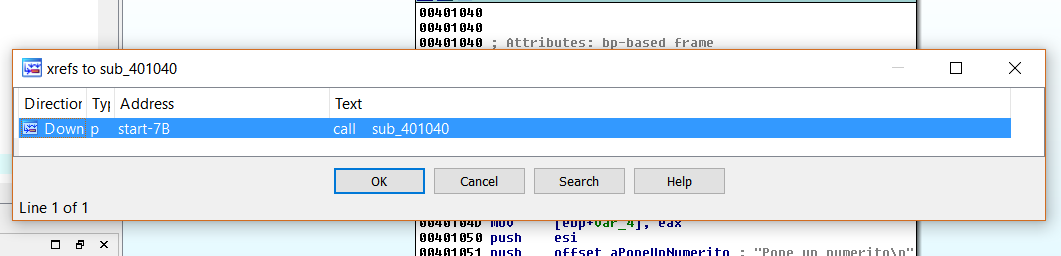 00401040
00401040
00401040 ; Attributes: bp-based frame
xrefs to sub_401040
Direction Typ Address Text
Down p start-7B call sub_401040
OK Cancel Search Help
Line 1 of 1
0040104D mov [ebp+var_4], eax
00401050 push esi
00401051 push offset aPoneUpNumerito ; "Pone un numerito\n"